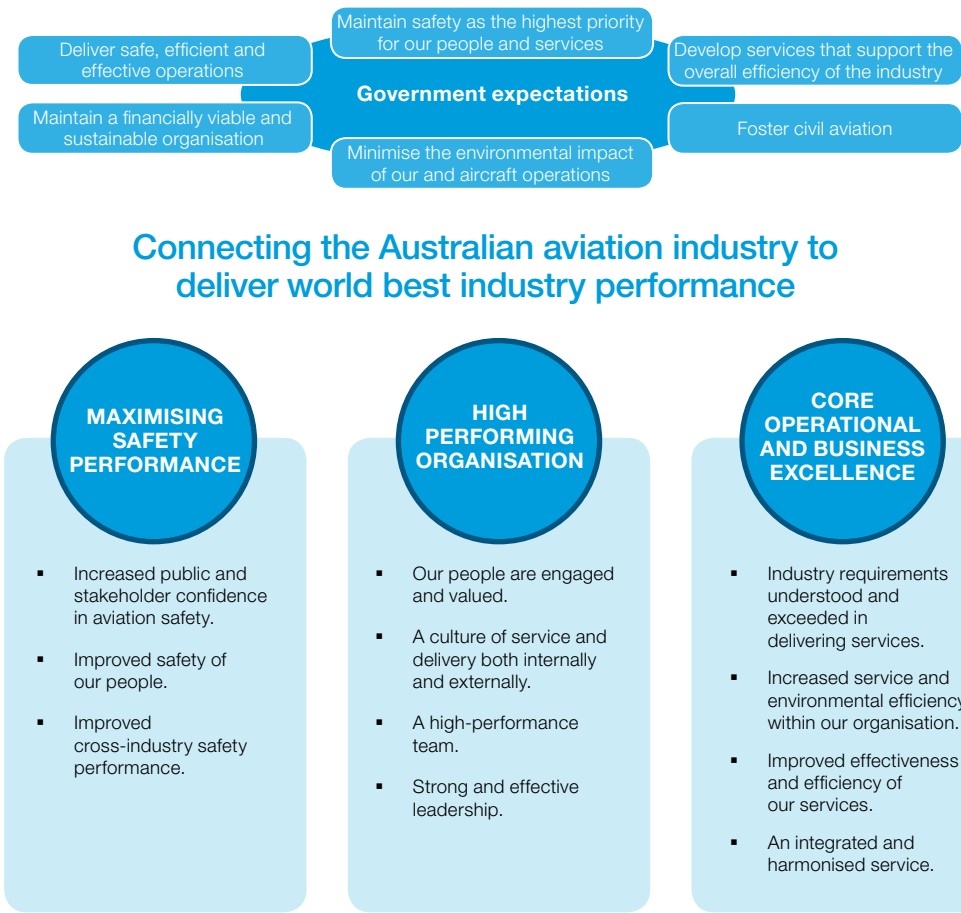 Maintain safety as the highest priority
for our people and services
Deliver safe, efficient and
effective operations
Develop services that support the
overall efficiency of the industry
Government expectations
Maintain a financially viable and
sustainable organisation
Foster civil aviation
Minimise the environmental impact
of our and aircraft operations
Connecting the Australian aviation industry to
deliver world best industry performance
MAXIMISING
SAFETY
PERFORMANCE
▪ Increased public and
stakeholder confidence
in aviation safety.
▪ Improved safety of
our people.
▪ Improved
cross-industry safety
performance.
HIGH
PERFORMING
ORGANISATION
▪ Our people are engaged
and valued.
▪ A culture of service and
delivery both internally
and externally.
▪ A high-performance
team.
▪ Strong and effective
leadership.
CORE
OPERATIONAL
AND BUSINESS
EXCELLENCE
▪ Industry requirements
understood and
exceeded in
delivering services.
▪ Increased service and
environmental efficiency
within our organisation.
▪ Improved effectiveness
and efficiency of
our services.
▪ An integrated and
harmonised service.